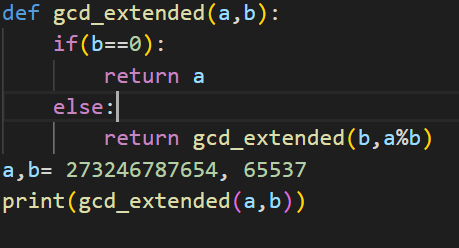 def gcd_extended(a,b):
    if(b==0):
        return a
    else:
        return gcd_extended(b,a%b)
a,b= 273246787654, 65537
print(gcd_extended(a,b))